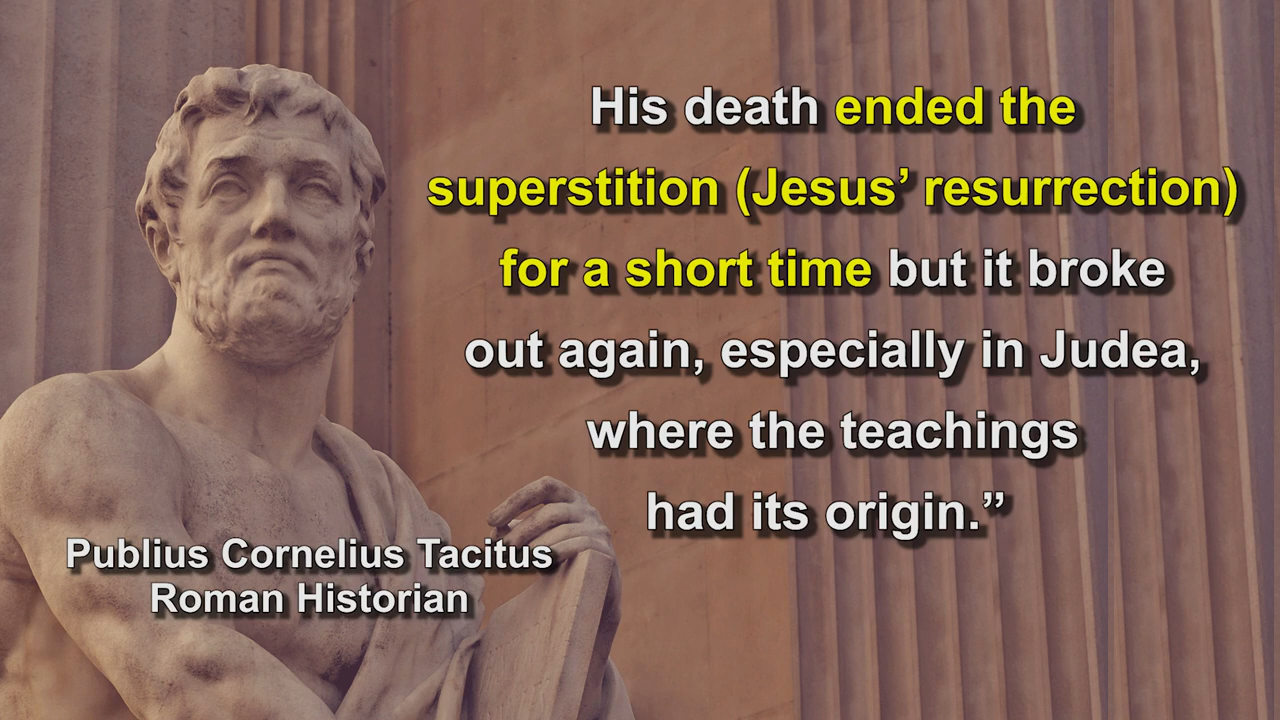 His death ended the
superstition (Jesus’ resurrection)
for a short time but it broke
out again, especially in Judea,
where the teachings
had its origin.”
Publius Cornelius Tacitus
Roman Historian